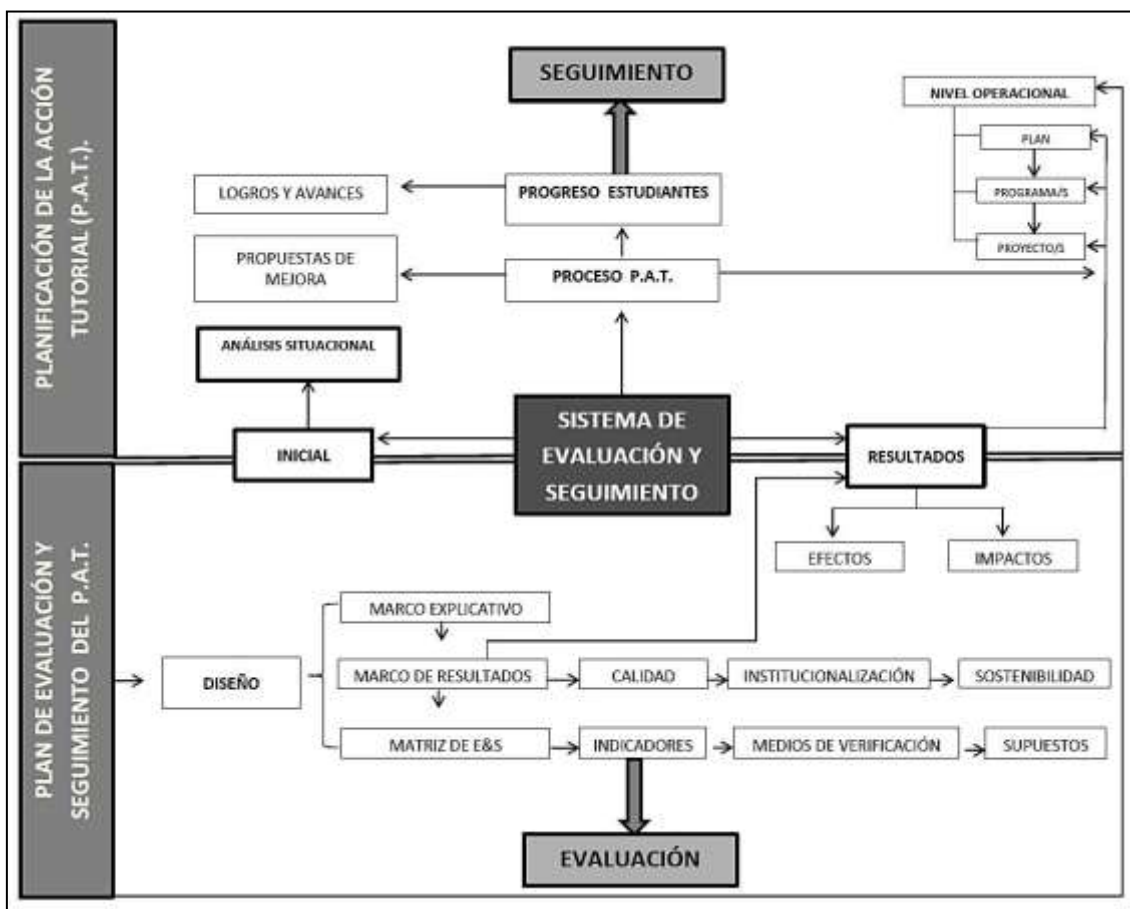 PLANIFICACIÓN DE LA ACCIÓN
TUTORIAL (P.A.T.).
SEGUIMIENTO
NIVEL OPERACIONAL
PLAN
PROGRAMA/S
PROYECTO/S
LOGROS Y AVANCES
PROGRESO ESTUDIANTES
PROPUESTAS DE
MEJORA
PROCESO P.A.T.
ANÁLISIS SITUACIONAL
INICIAL
SISTEMA DE
EVALUACIÓN Y
SEGUIMIENTO
RESULTADOS
EFECTOS
IMPACTOS
PLAN DE EVALUACIÓN Y
SEGUIMIENTO DEL P.A.T.
DISEÑO
MARCO EXPLICATIVO
MARCO DE RESULTADOS
CALIDAD
INSTITUCIONALIZACIÓN
SOSTENIBILIDAD
MATRIZ DE E&S
INDICADORES
MEDIOS DE VERIFICACIÓN
SUPUESTOS
EVALUACIÓN